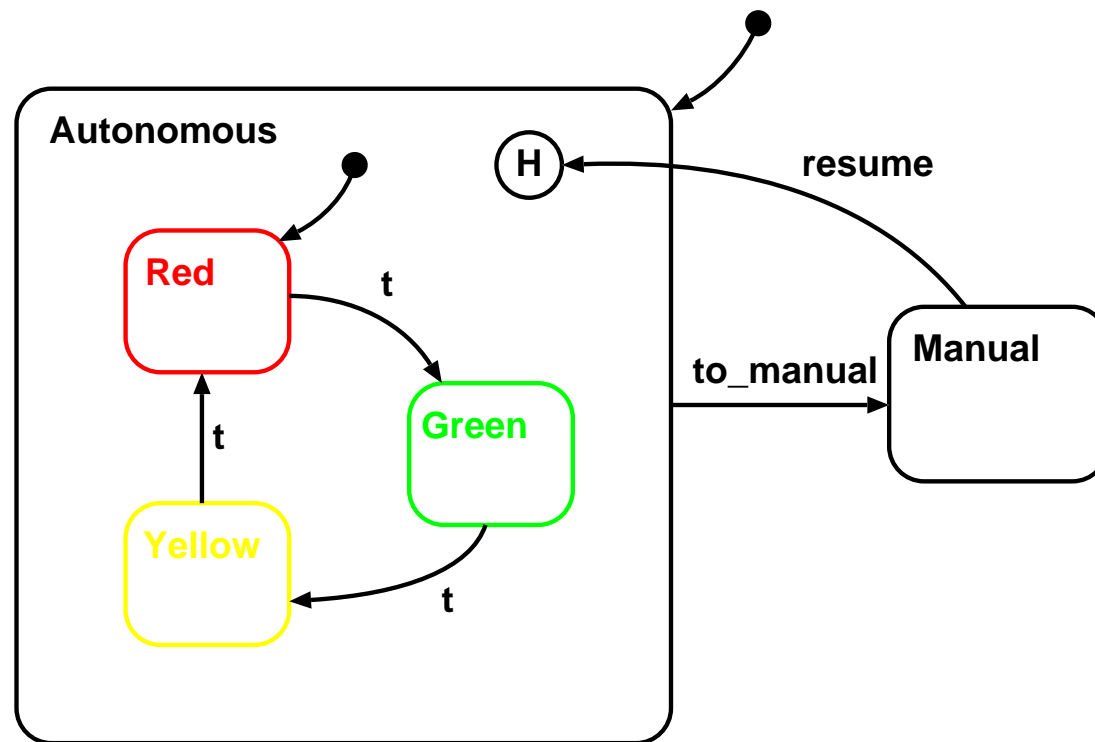 Autonomous
H
resume
Red
t
Manual
to_manual
Green
t
Yellow
t